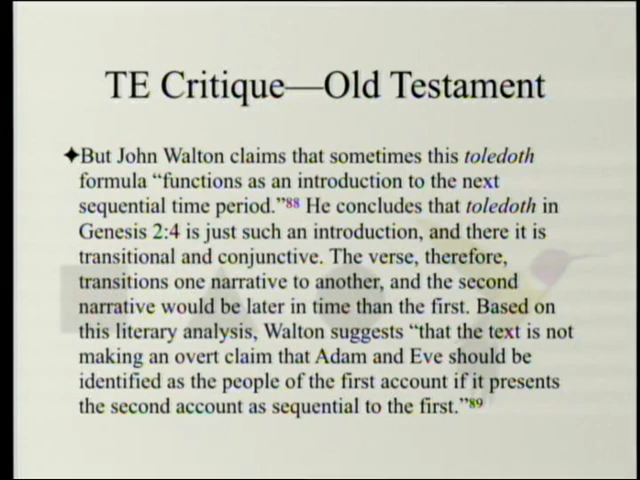 TE Critique—Old Testament
✦But John Walton claims that sometimes this toledoth
formula “functions as an introduction to the next
sequential time period.”88 He concludes that toledoth in
Genesis 2:4 is just such an introduction, and there it is
transitional and conjunctive. The verse, therefore,
transitions one narrative to another, and the second
narrative would be later in time than the first. Based on
this literary analysis, Walton suggests “that the text is not
making an overt claim that Adam and Eve should be
identified as the people of the first account if it presents
the second account as sequential to the first.”89